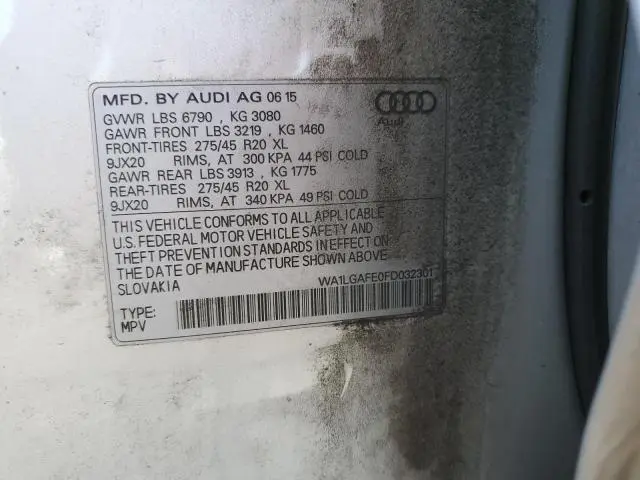 MFD. BY AUDI AG 06 15
GVWR LBS 6790 , KG 3080
GAWR FRONT LBS 3219 , KG 1460
FRONT-TIRES 275/45 R20 XL
9JX20 RIMS, AT 300 KPA 44 PSI COLD
GAWR REAR LBS 3913 , KG 1775
REAR-TIRES 275/45 R20 XL
9JX20 RIMS, AT 340 KPA 49 PSI COLD
Audi
THIS VEHICLE CONFORMS TO ALL APPLICABLE
U.S. FEDERAL MOTOR VEHICLE SAFETY AND
THEFT PREVENTION STANDARDS IN EFFECT ON
THE DATE OF MANUFACTURE SHOWN ABOVE.
SLOVAKIA
WA1LGAFE0FD032301
TYPE:
MPV